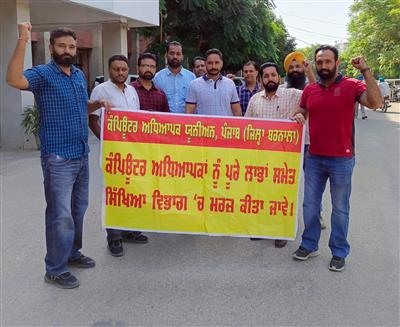 ਕੰਪਿਊਟਰ ਅਧਿਆਪਕ ਯੂਨੀਅਨ, ਪੰਜਾਬ (ਜਿਲ੍ਹਾ ਬਰਨਾਲਾ)
ਕੰਪਿਊਟਰ ਅਧਿਆਪਕਾਂ ਨੂੰ ਪੂਰੇ ਲਾਭਾਂ ਸਮੇਤ
ਸਿੱਖਿਆ ਵਿਭਾਗ 'ਚ ਮਰਜ਼ ਕੀਤਾ ਜਾਵੇ।